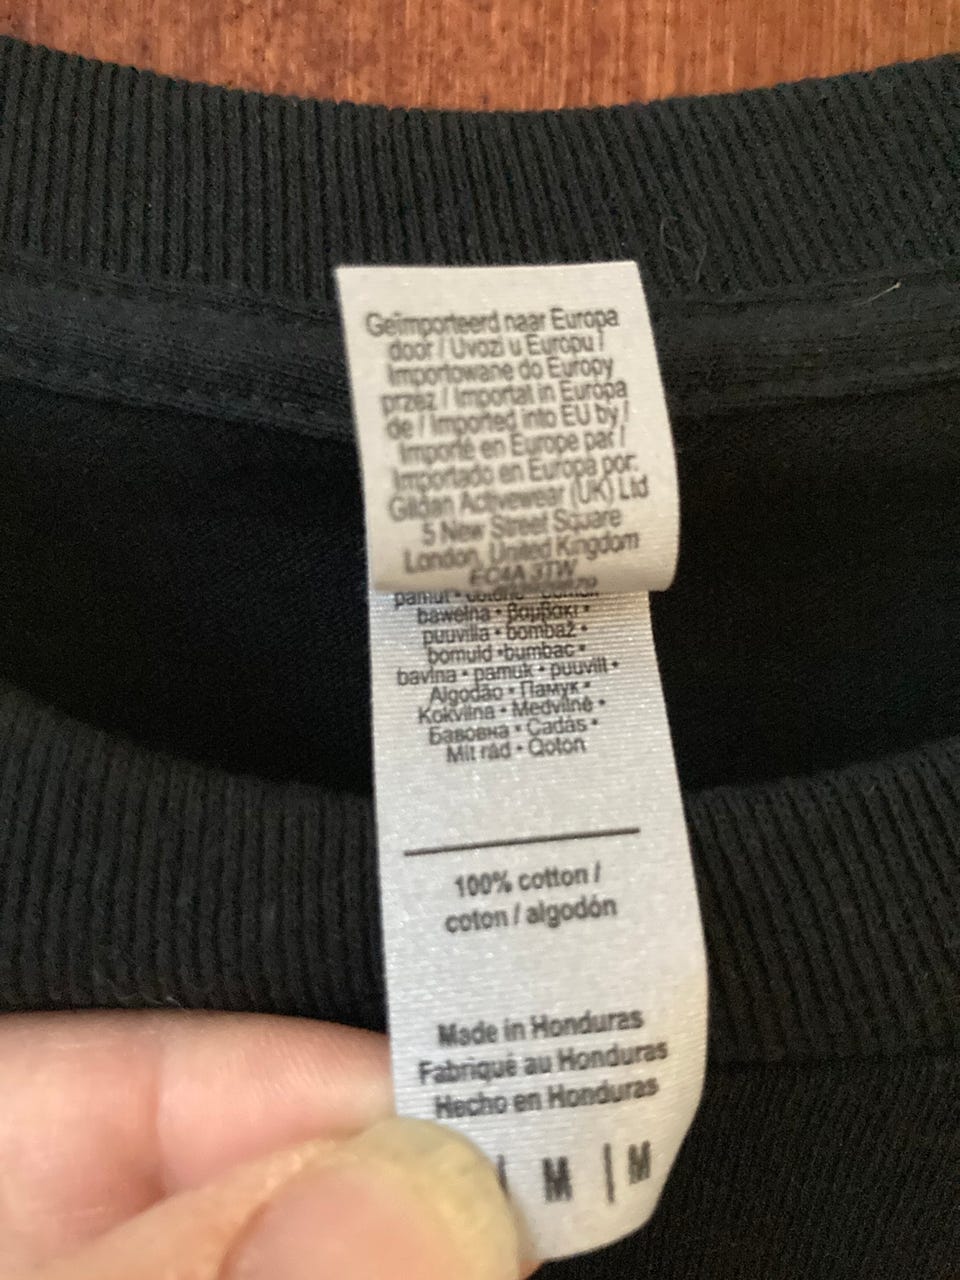 Geïmporteerd naar Europa
door / Uvozi u Europu /
Importowane do Europy
przez / Importat in Europa
de / Imported into EU by /
Importé en Europe par /
Importado en Europa por:
Gildan Activewear (UK) Ltd
5 New Street Square
London, United Kingdom
EC4A 3TW
pamut •
bawełna • βαμβάκι •
puuvilla • bombaž •
bomuld •bumbac •
bavlna • pamuk • puuvill •
Algodão • Памук •
Kokvilna • Medvilnė •
Бавовна • Cadás •
Mit rád • Qoton
100% cotton /
coton / algodón
Made in Honduras
Fabriqué au Honduras
Hecho en Honduras
| M | M